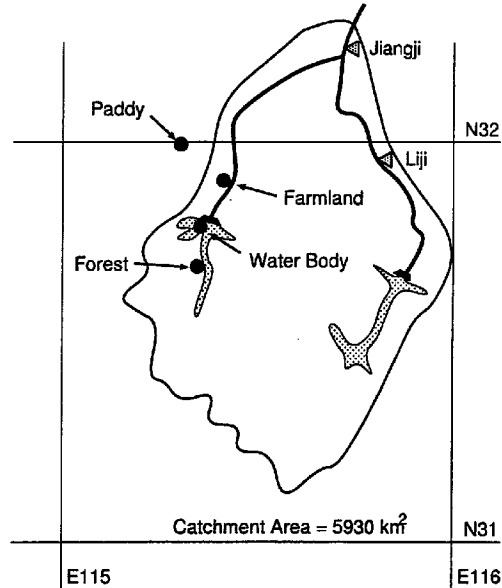 Jiangji
Paddy
N32
Liji
Farmland
Water Body
Forest
Catchment Area = 5930 km²
N31
E115
E116